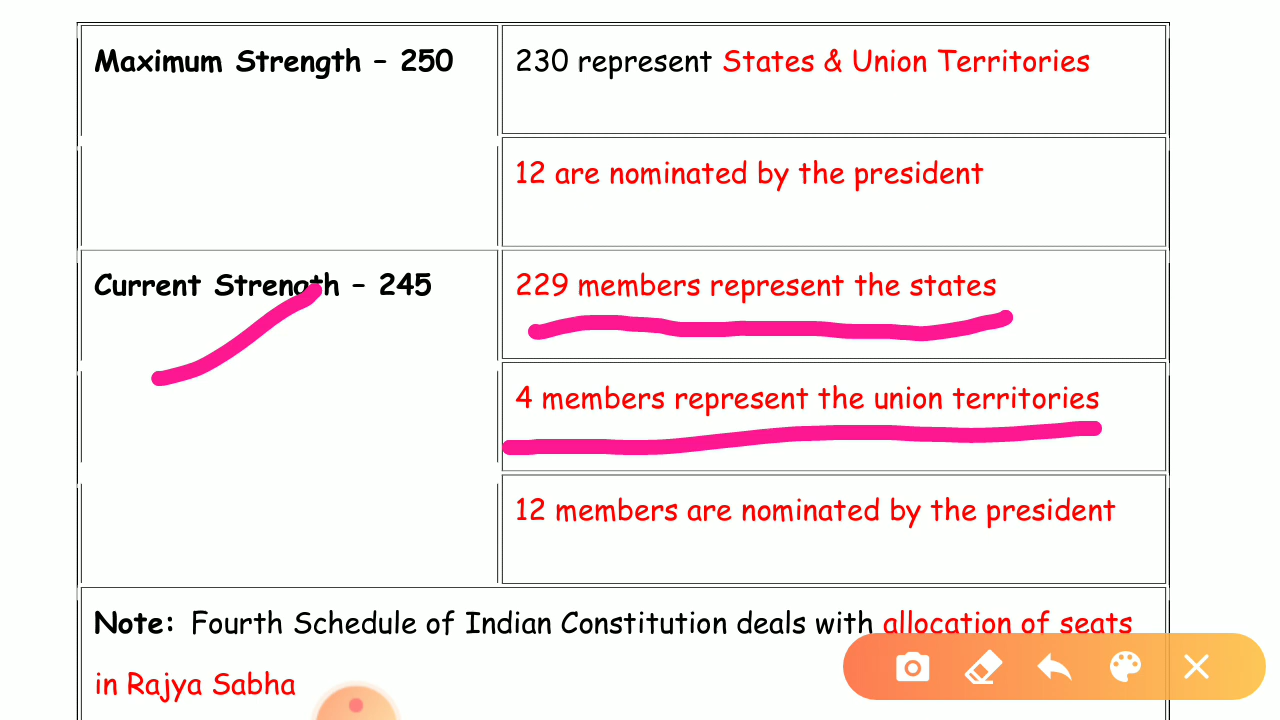 Maximum Strength – 250
230 represent States & Union Territories
12 are nominated by the president
Current Strength – 245
229 members represent the states
4 members represent the union territories
12 members are nominated by the president
Note: Fourth Schedule of Indian Constitution deals with allocation of seats
in Rajya Sabha